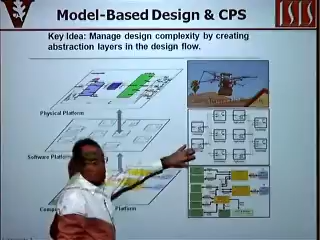 Model-Based Design & CPS
ISIS
Key Idea: Manage design complexity by creating
abstraction layers in the design flow.
Physical Platform
Software Platform
Platform